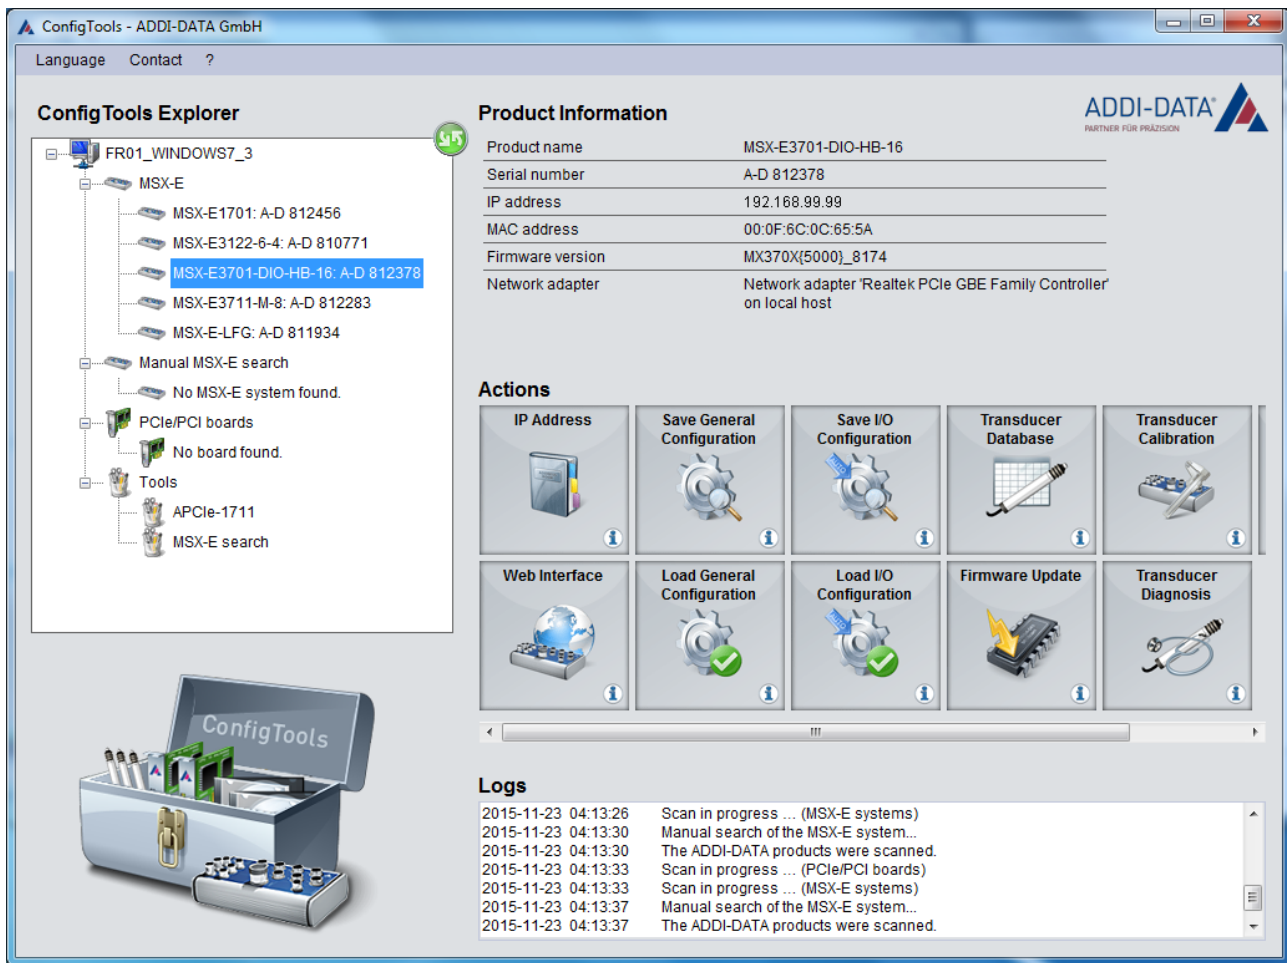 ConfigTools - ADDI-DATA GmbH
Language Contact ?
ConfigTools Explorer
FR01_WINDOWS7_3
MSX-E
MSX-E1701: A-D 812456
MSX-E3122-6-4: A-D 810771
MSX-E3701-DIO-HB-16: A-D 812378
MSX-E3711-M-8: A-D 812283
MSX-E-LFG: A-D 811934
Manual MSX-E search
No MSX-E system found.
PCIe/PCI boards
No board found.
Tools
APCIe-1711
MSX-E search
ConfigTools
Product Information
ADDI-DATA
PARTNER FÜR PRÄZISION
Product name MSX-E3701-DIO-HB-16
Serial number A-D 812378
IP address 192.168.99.99
MAC address 00:0F:6C:0C:65:5A
Firmware version MX370X{5000}_8174
Network adapter Network adapter 'Realtek PCIe GBE Family Controller'
on local host
Actions
IP Address
Save General
Configuration
Save I/O
Configuration
Transducer
Database
Transducer
Calibration
Web Interface
Load General
Configuration
Load I/O
Configuration
Firmware Update
Transducer
Diagnosis
Logs
2015-11-23 04:13:26 Scan in progress ... (MSX-E systems)
2015-11-23 04:13:30 Manual search of the MSX-E system...
2015-11-23 04:13:30 The ADDI-DATA products were scanned.
2015-11-23 04:13:33 Scan in progress ... (PCIe/PCI boards)
2015-11-23 04:13:33 Scan in progress ... (MSX-E systems)
2015-11-23 04:13:37 Manual search of the MSX-E system...
2015-11-23 04:13:37 The ADDI-DATA products were scanned.